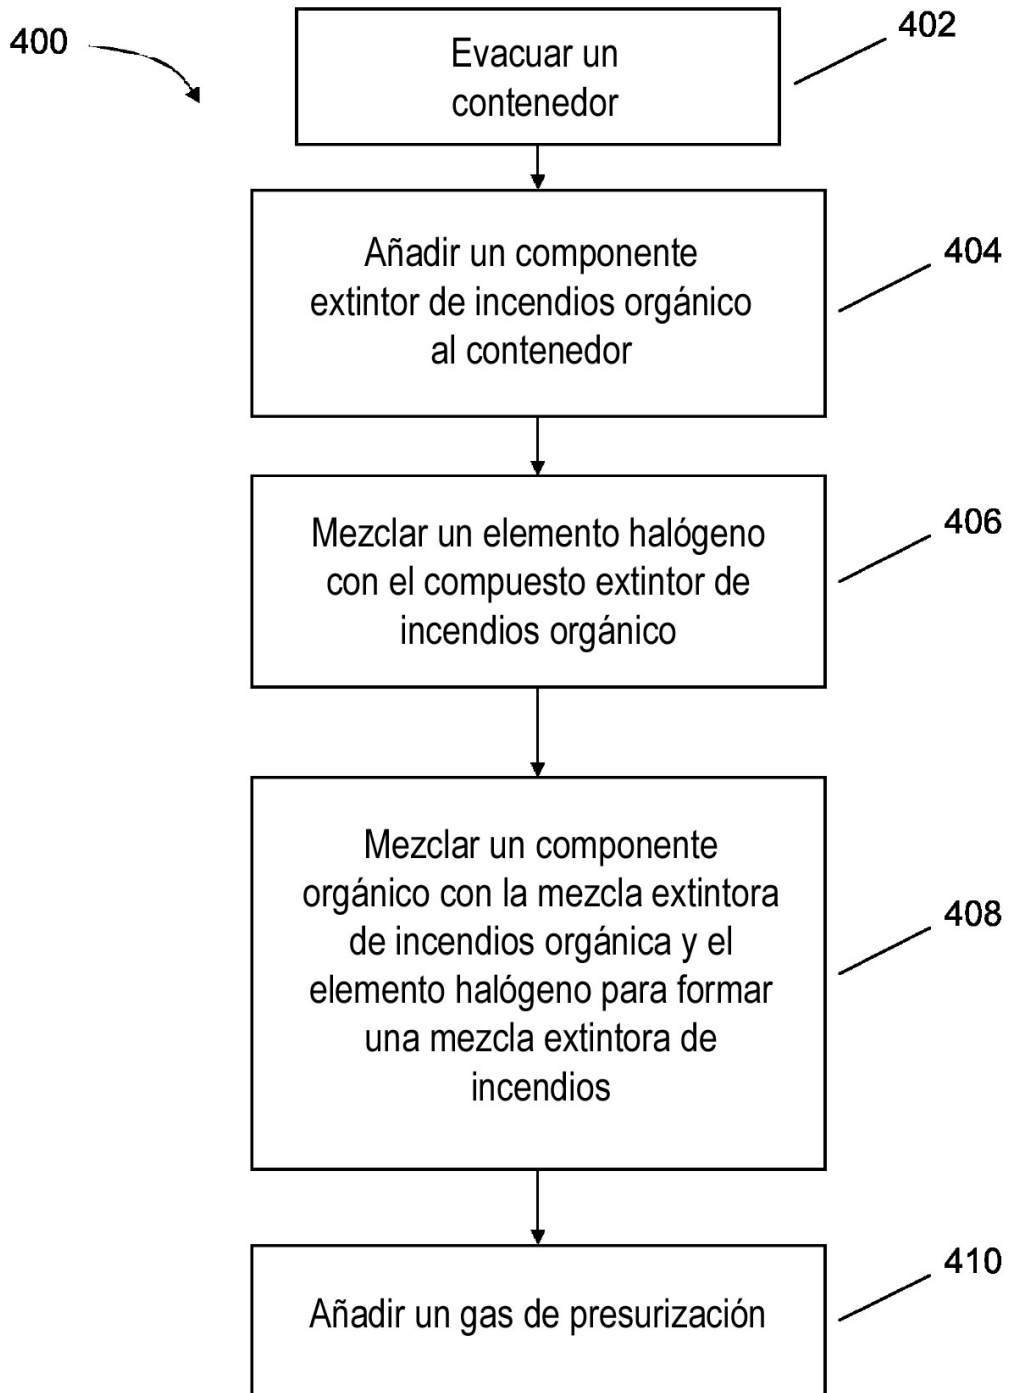 400
402
Evacuar un
contenedor
404
Añadir un componente
extintor de incendios orgánico
al contenedor
406
Mezclar un elemento halógeno
con el compuesto extintor de
incendios orgánico
408
Mezclar un componente
orgánico con la mezcla extintora
de incendios orgánica y el
elemento halógeno para formar
una mezcla extintora de
incendios
410
Añadir un gas de presurización